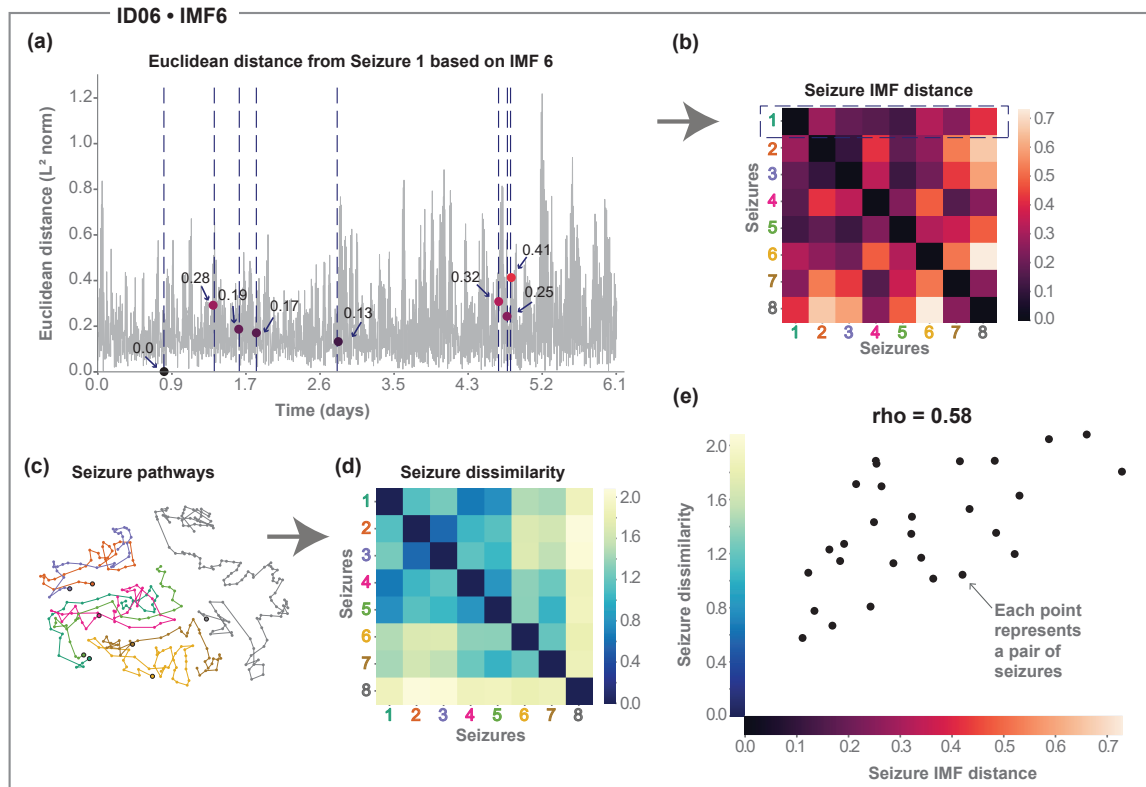 ID06 • IMF6
(a)
Euclidean distance from Seizure 1 based on IMF 6
Euclidean distance (L² norm)
1.2
1.0
0.8
0.6
0.4
0.2
0.0
0.0
0.28
0.19
0.17
0.13
0.32
0.41
0.25
0.0 0.9 1.7 2.6 3.5 4.3 5.2 6.1
Time (days)
(b)
Seizure IMF distance
Seizures
1
2
3
4
5
6
7
8
1 2 3 4 5 6 7 8
Seizures
0.7
0.6
0.5
0.4
0.3
0.2
0.1
0.0
(c)
Seizure pathways
(d)
Seizure dissimilarity
Seizures
1
2
3
4
5
6
7
8
1 2 3 4 5 6 7 8
Seizures
2.0
1.6
1.2
0.8
0.4
0.0
(e)
rho = 0.58
Seizure dissimilarity
2.0
1.6
1.2
0.8
0.4
0.0
Each point
represents
a pair of
seizures
0.0 0.1 0.2 0.3 0.4 0.5 0.6 0.7
Seizure IMF distance